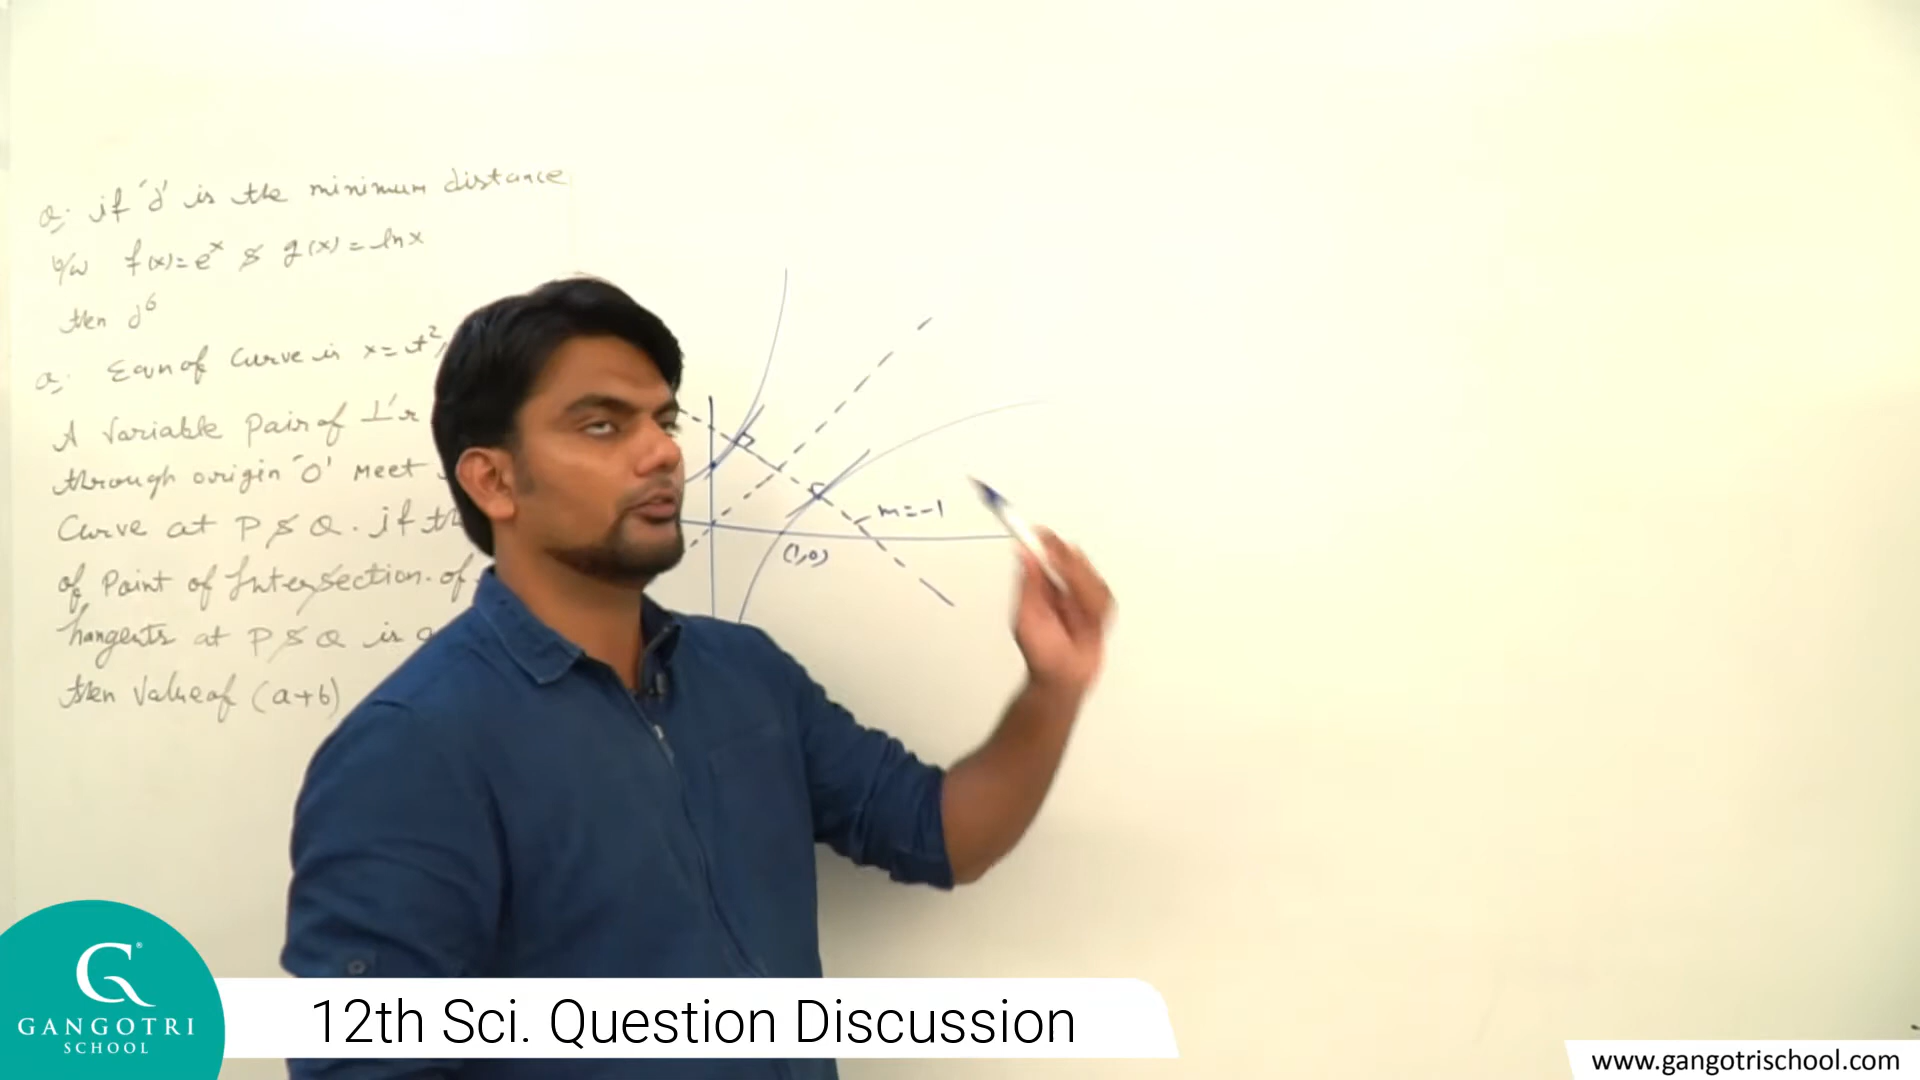 Q: if 'd' is the minimum distance
b/w f(x)=e^x & g(x)=lnx
then d^6
Q: Eqn of Curve is x=t^2,
A Variable Pair of ⊥'r
through origin 'O' Meet
Curve at P & Q. if
of Point of Intersection of
tangents at P & Q is
then Value of (a+b)
m=-1
(1,0)
G®
GANGOTRI
SCHOOL
12th Sci. Question Discussion
www.gangotrischool.com